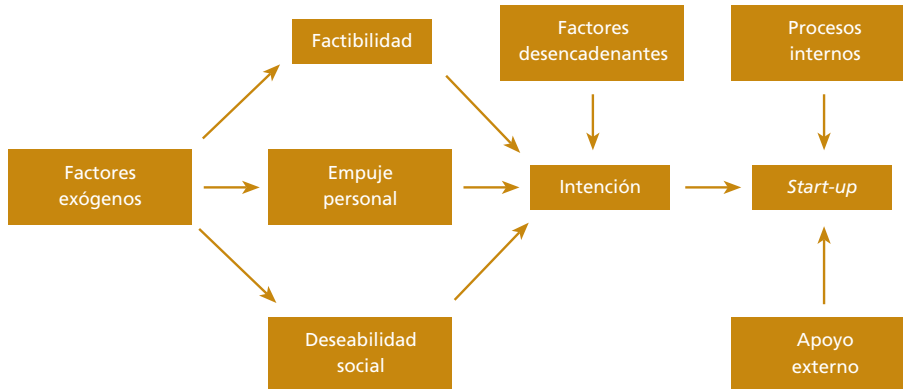 Factibilidad
Factores
desencadenantes
Procesos
internos
Factores
exógenos
Empuje
personal
Intención
Start-up
Deseabilidad
social
Apoyo
externo